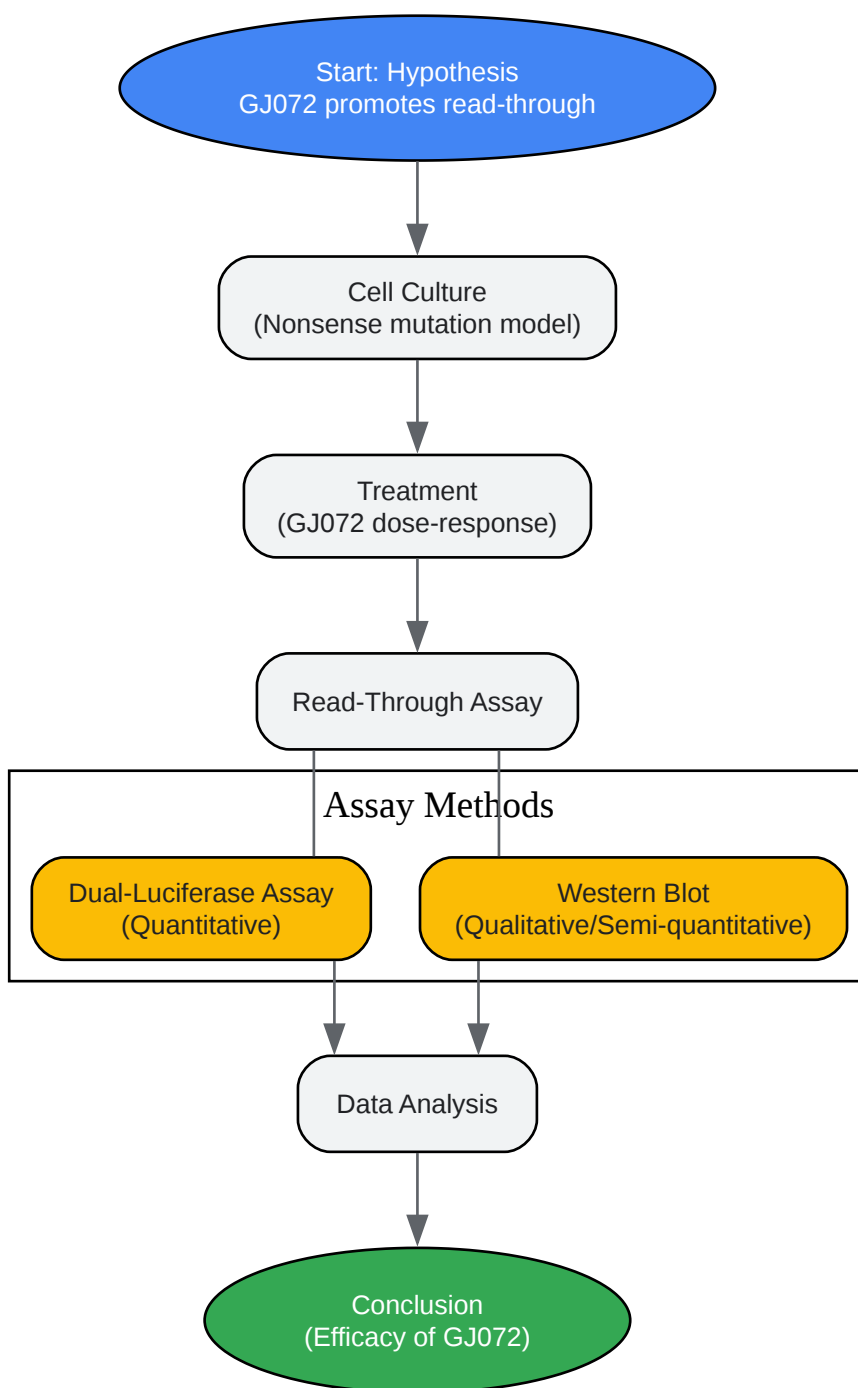 Start: Hypothesis
GJ072 promotes read-through
Cell Culture
(Nonsense mutation model)
Treatment
(GJ072 dose-response)
Read-Through Assay
Assay Methods
Dual-Luciferase Assay
(Quantitative)
Western Blot
(Qualitative/Semi-quantitative)
Data Analysis
Conclusion
(Efficacy of GJ072)